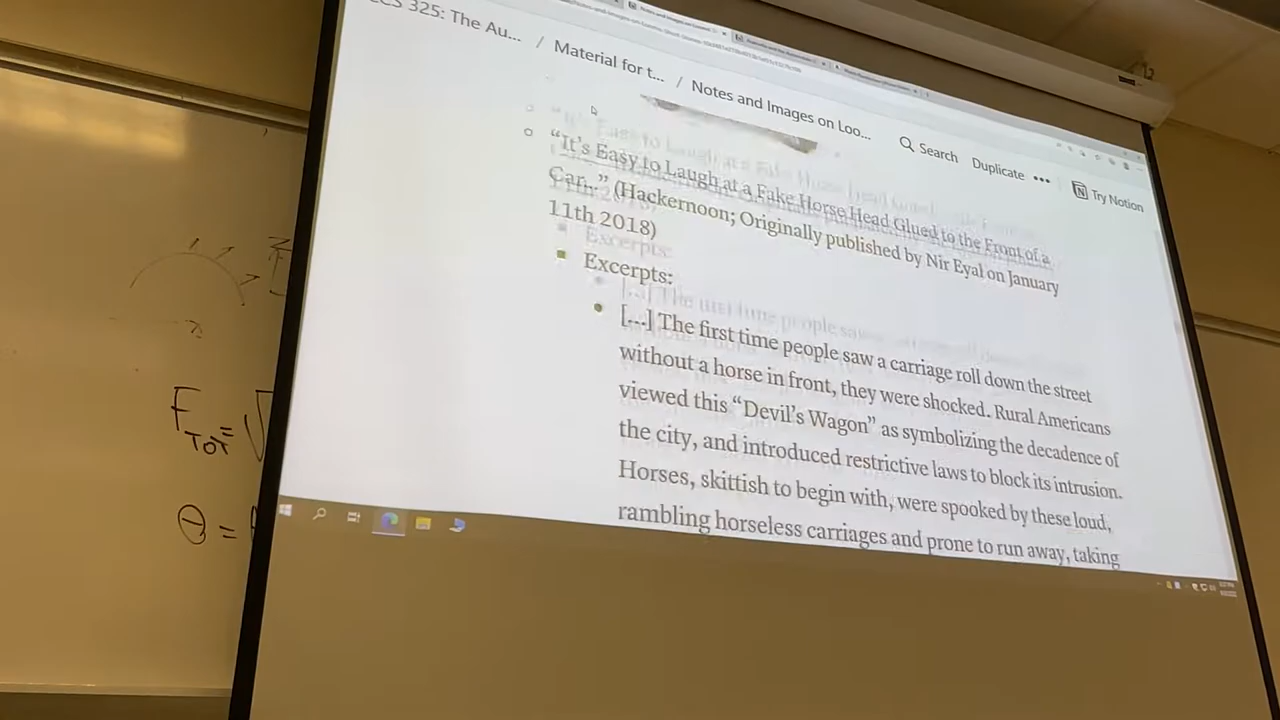 CS 325: The Au... / Material for t... / Notes and Images on Loo...
Search Duplicate ••• Try Notion
“It’s Easy to Laugh at a Fake Horse Head Glued to the Front of a
Car...” (Hackernoon; Originally published by Nir Eyal on January
11th 2018)
Excerpts:
[...] The first time people saw a carriage roll down the street
without a horse in front, they were shocked. Rural Americans
viewed this “Devil’s Wagon” as symbolizing the decadence of
the city, and introduced restrictive laws to block its intrusion.
Horses, skittish to begin with, were spooked by these loud,
rambling horseless carriages and prone to run away, taking
F TOT = √
θ =